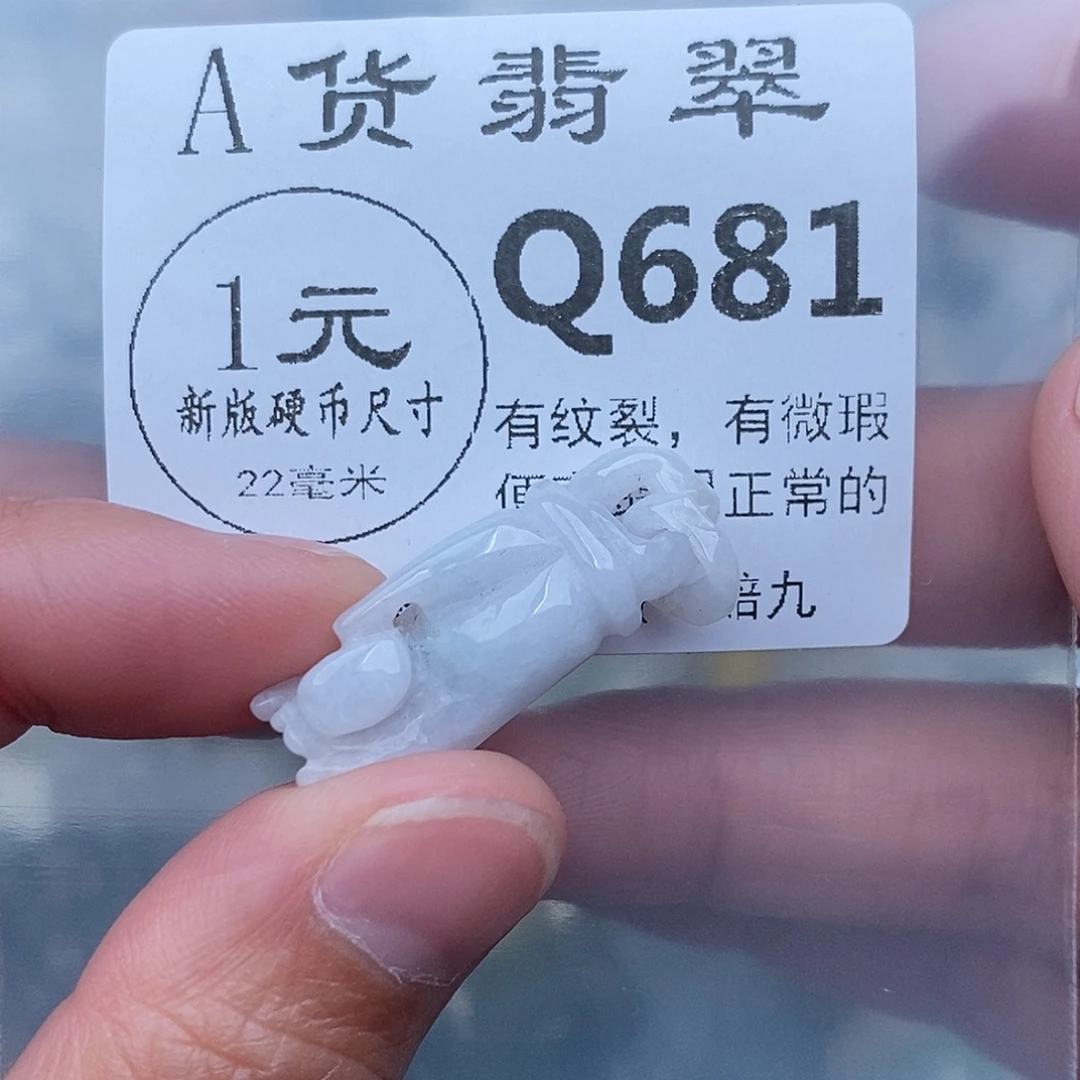 A货翡翠
Q681
1元
新版硬币尺寸
22毫米
有纹裂，有微瑕
便 正常的
赔九